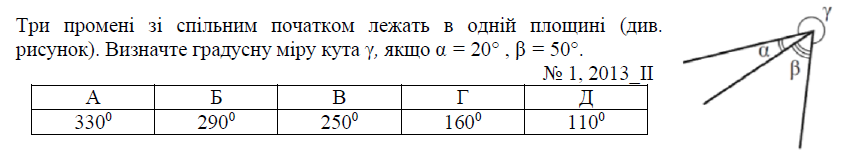 Три промені зі спільним початком лежать в одній площині (див.
рисунок). Визначте градусну міру кута γ, якщо α = 20° , β = 50°.
№ 1, 2013_II
А Б В Г Д
330⁰ 290⁰ 250⁰ 160⁰ 110⁰
γ
α
β